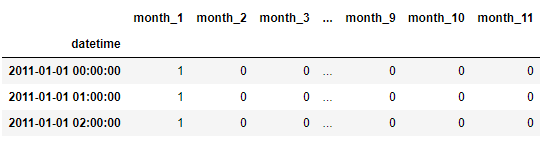 month_1 month_2 month_3 ... month_9 month_10 month_11
datetime
2011-01-01 00:00:00 1 0 0 ... 0 0 0
2011-01-01 01:00:00 1 0 0 ... 0 0 0
2011-01-01 02:00:00 1 0 0 ... 0 0 0